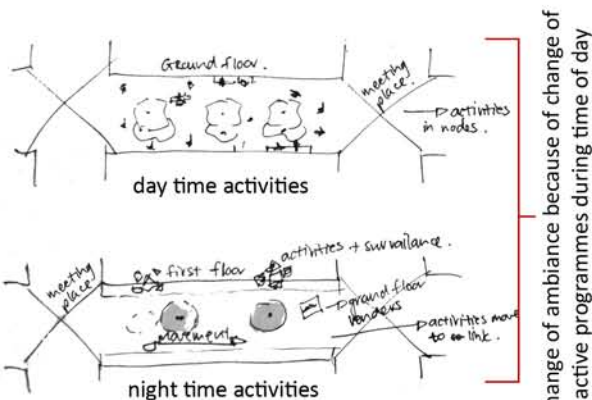 Ground floor.
meeting
place.
activities
in nodes.
day time activities
meeting
place
first floor
activities + survailance.
ground floor
vendors
movement
activities move
to link.
night time activities
hange of ambiance because of change of
active programmes during time of day